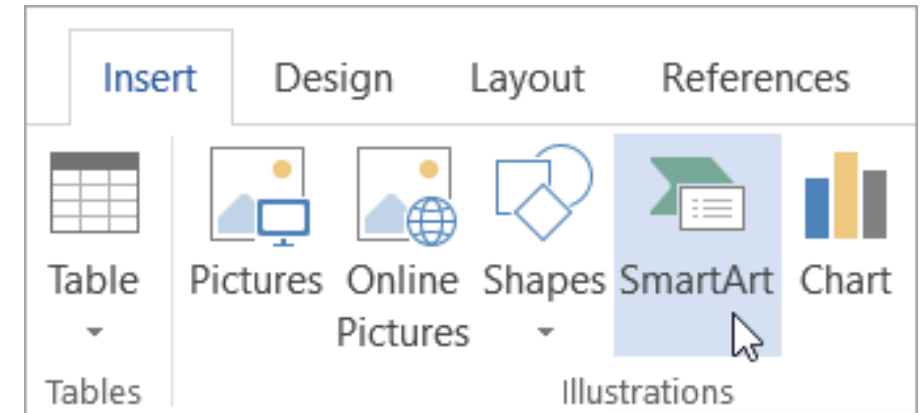 Insert Design Layout References
Table Pictures Online Pictures Shapes SmartArt Chart
Tables Illustrations